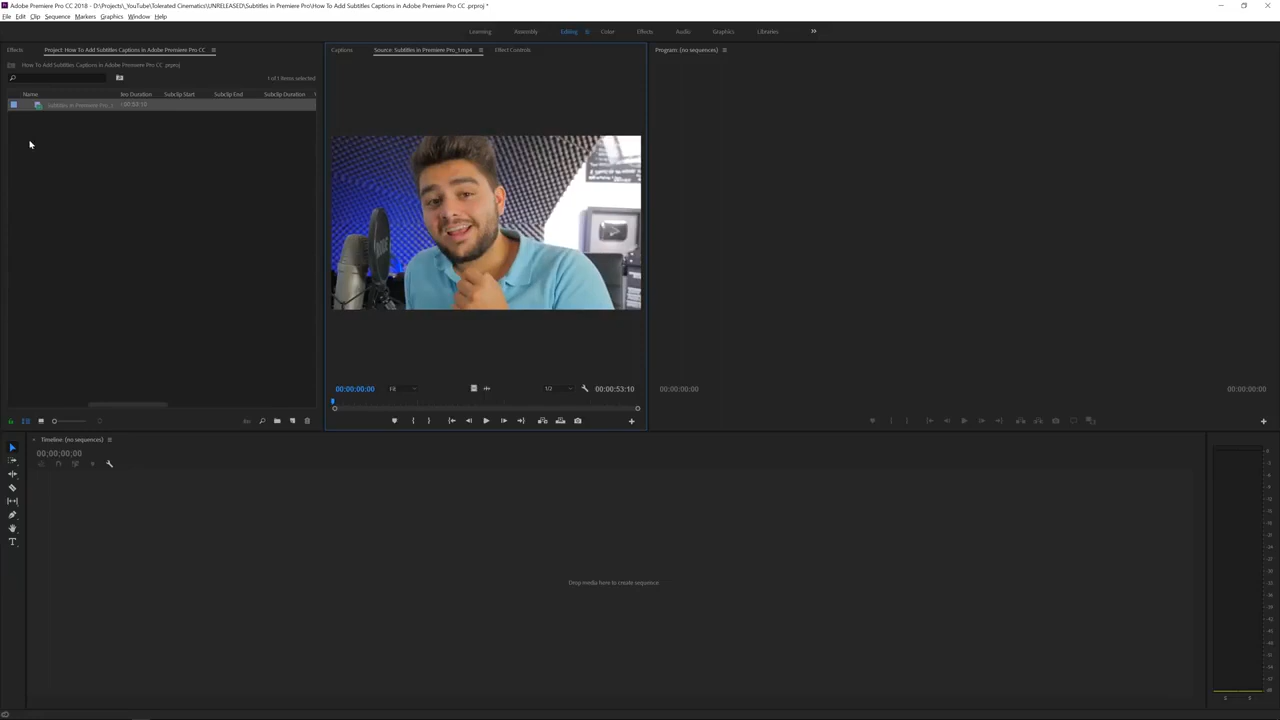 Adobe Premiere Pro CC 2018 - D:\Projects\_YouTube\Tolerated Cinematics\UNRELEASED\Subtitles in Premiere Pro\How To Add Subtitles Captions in Adobe Premiere Pro CC .prproj *
File Edit Clip Sequence Markers Graphics Window Help
Learning Assembly Editing Color Effects Audio Graphics Libraries
Effects Project: How To Add Subtitles Captions in Adobe Premiere Pro CC
Captions Source: Subtitles in Premiere Pro_1.mp4 Effect Controls
Program: (no sequences)
How To Add Subtitles Captions in Adobe Premiere Pro CC .prproj
1 of 1 items selected
Name Subclip Start Subclip End Subclip Duration
Subtitles in Premiere Pro_1
00:00:00:00 Fit 1/2 00:00:53:10
00:00:00:00 00:00:00:00
Timeline: (no sequences)
00;00;00;00
Drop media here to create sequence.